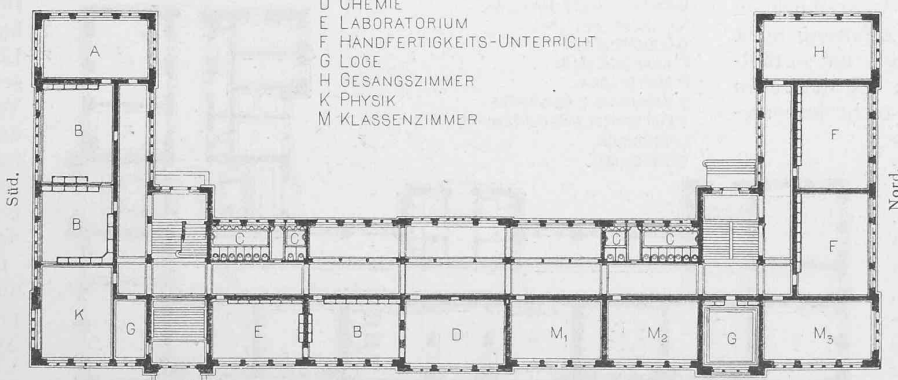 D CHEMIE
E LABORATORIUM
F HANDFERTIGKEITS-UNTERRICHT
G LOGE
H GESANGSZIMMER
K PHYSIK
M KLASSENZIMMER
A
H
B
F
Süd.
Nord
B
F
C
C
C
C
K
G
E
B
D
M₁
M₂
G
M₃